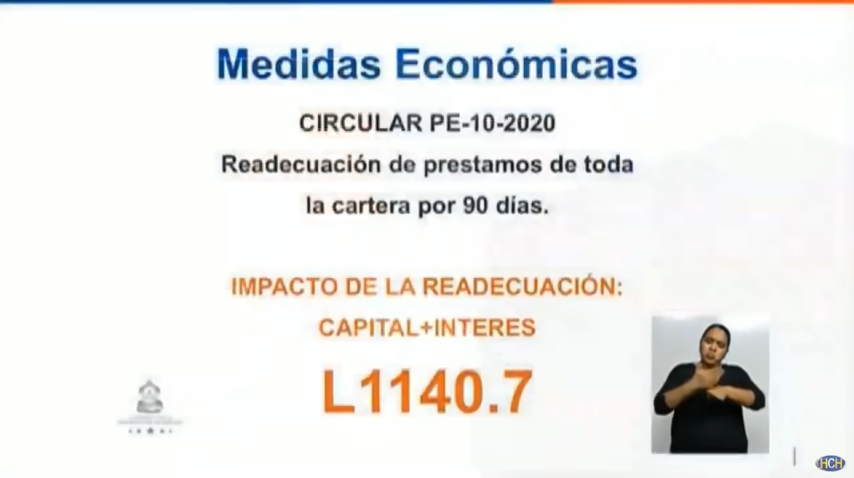 Medidas Económicas
CIRCULAR PE-10-2020
Readecuación de prestamos de toda
la cartera por 90 días.
IMPACTO DE LA READECUACIÓN:
CAPITAL+INTERES
L1140.7
HCH